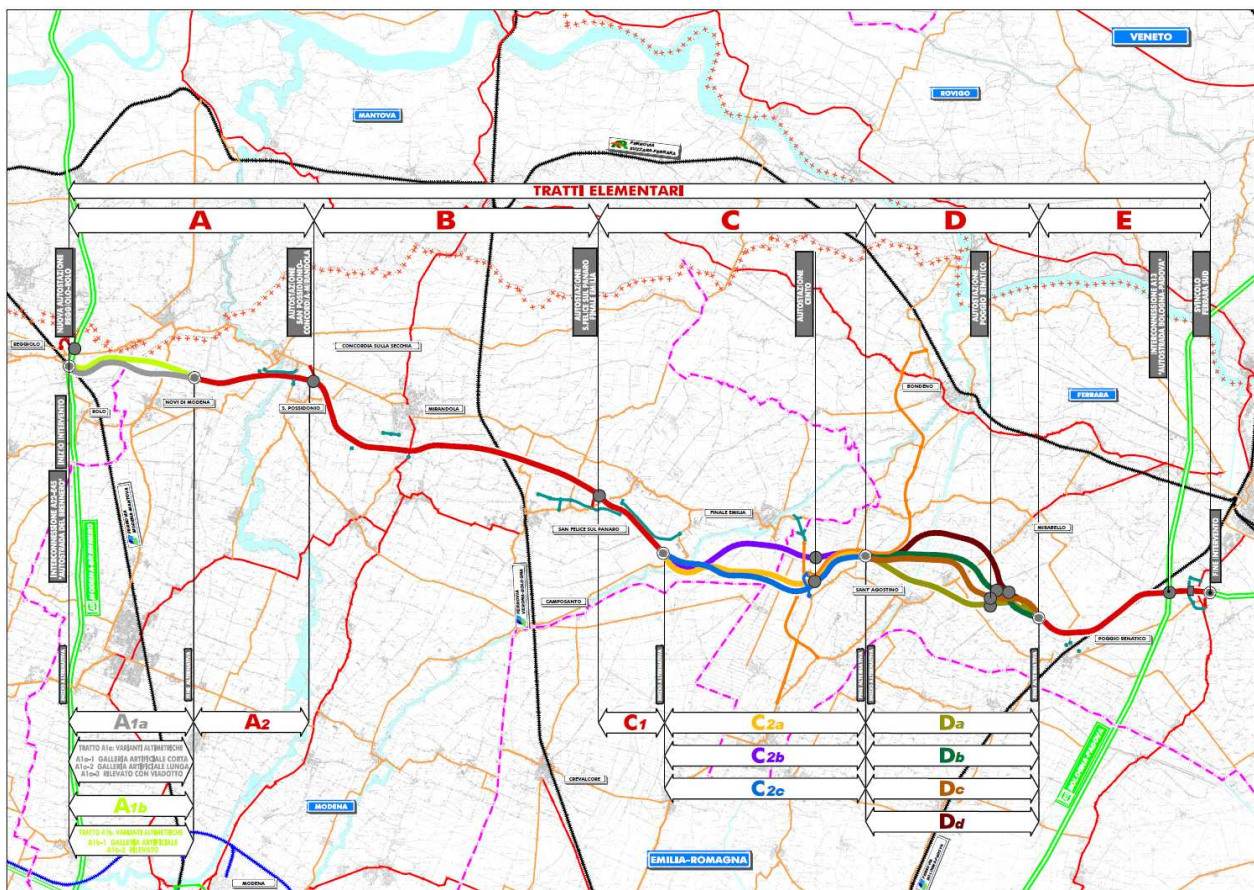 VENETO
ROVIGO
MANTOVA
FERROVIA
SUZZARA-FERRARA
TRATTI ELEMENTARI
A
B
C
D
E
NUOVA AUTOSTAZIONE
REGGIOLO-ROLO
AUTOSTAZIONE
SAN POSSIDONIO-
CONCORDIA-MIRANDOLA
AUTOSTAZIONE
S.FELICE SUL PANARO
FINALE EMILIA
AUTOSTAZIONE
CENTO
AUTOSTAZIONE
POGGIO RENATICO
INTERCONNESSIONE A13
"AUTOSTRADA BOLOGNA-PADOVA"
SVINCOLO
FERRARA SUD
REGGIOLO
CONCORDIA SULLA SECCHIA
BONDENO
FERRARA
ROLO
NOVI DI MODENA
S. POSSIDONIO
MIRANDOLA
INIZIO INTERVENTO
INTERCONNESSIONE A22-E45
"AUTOSTRADA DEL BRENNERO"
SAN FELICE SUL PANARO
FINALE EMILIA
MIRABELLO
FINE INTERVENTO
CAMPOSANTO
SANT'AGOSTINO
POGGIO RENATICO
A1a
A2
C1
C2a
Da
TRATTO A1a: VARIANTI ALTIMETRICHE
A1a-1 GALLERIA ARTIFICIALE CORTA
A1a-2 GALLERIA ARTIFICIALE LUNGA
A1a-3 RILEVATO CON VIADOTTO
C2b
Db
CREVALCORE
C2c
Dc
A1b
MODENA
Dd
TRATTO A1b: VARIANTI ALTIMETRICHE
A1b-1 GALLERIA ARTIFICIALE
A1b-2 RILEVATO
EMILIA-ROMAGNA
MODENA